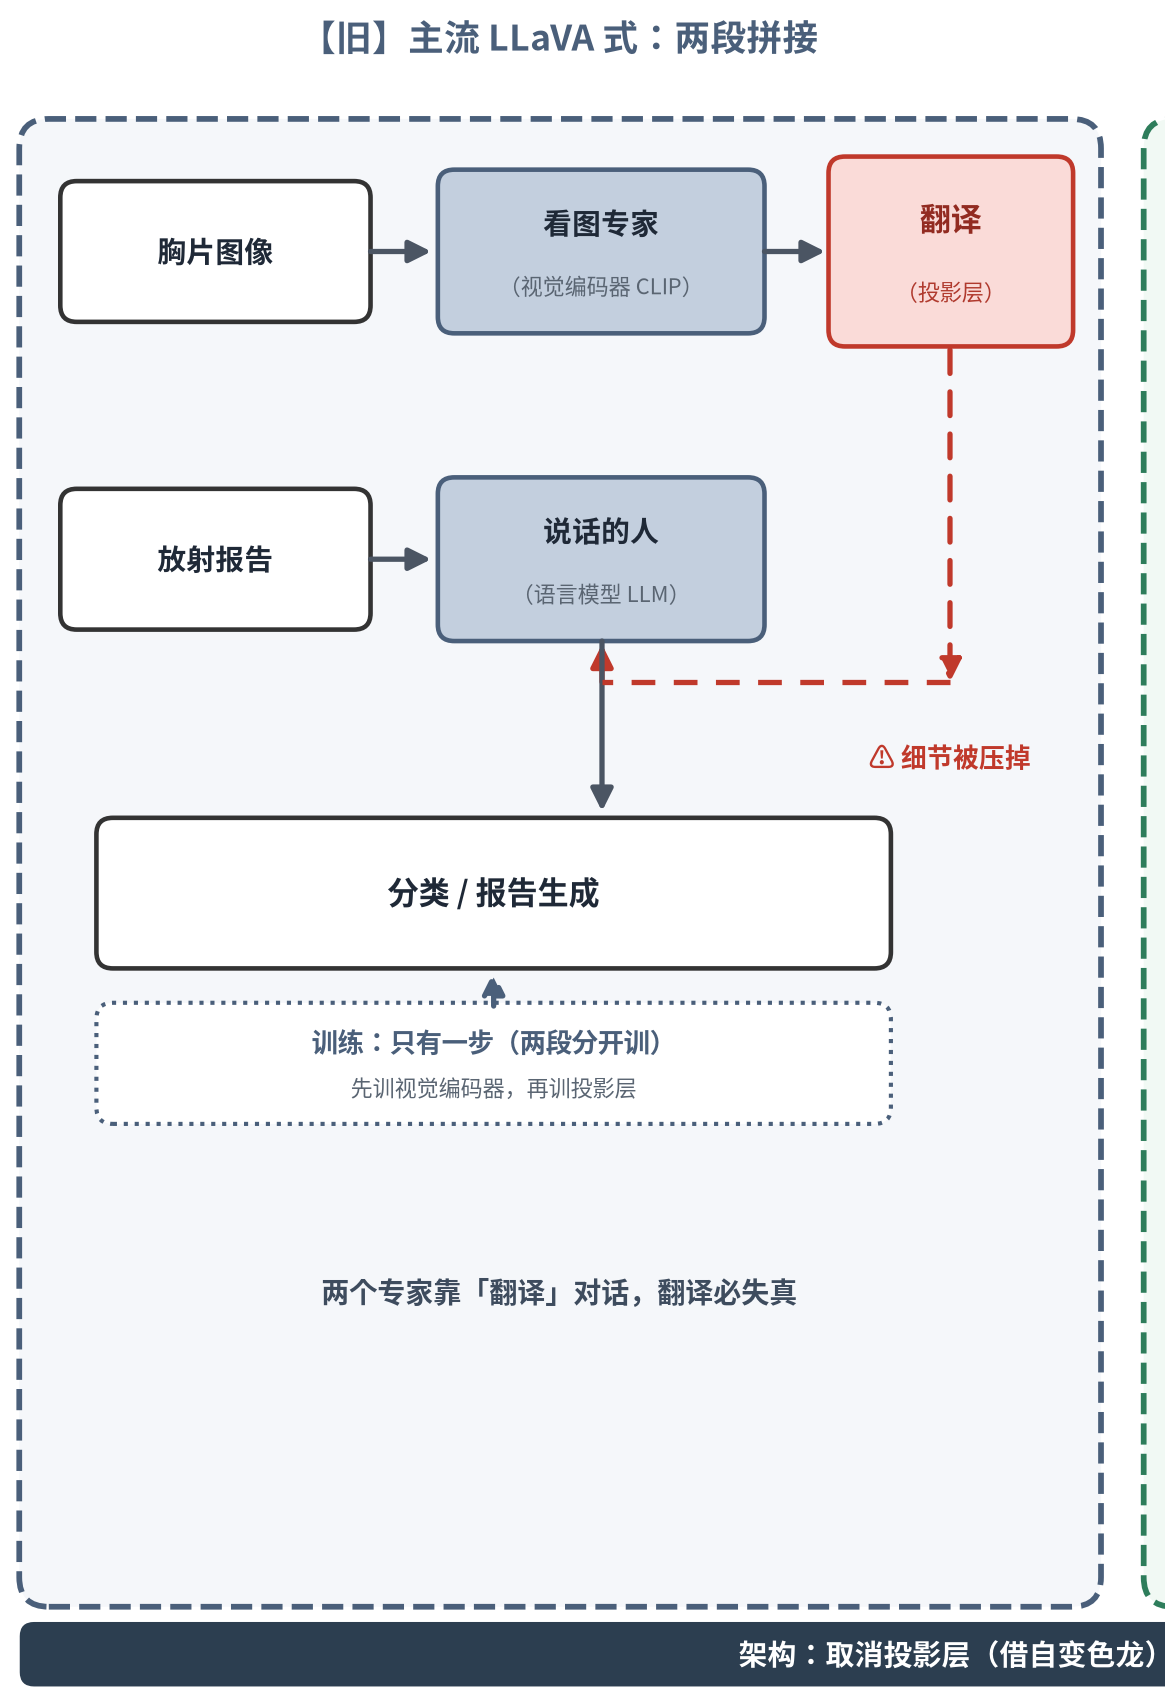 【旧】主流 LLaVA 式：两段拼接
胸片图像
看图专家
（视觉编码器 CLIP）
翻译
（投影层）
放射报告
说话的人
（语言模型 LLM）
⚠ 细节被压掉
分类 / 报告生成
训练：只有一步（两段分开训）
先训视觉编码器，再训投影层
两个专家靠「翻译」对话，翻译必失真
架构：取消投影层（借自变色龙）